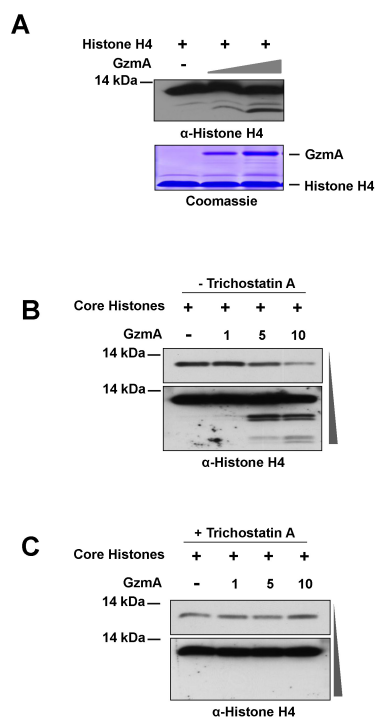 A
Histone H4 + + +
GzmA -
14 kDa
α-Histone H4
GzmA
Histone H4
Coomassie
B
- Trichostatin A
Core Histones + + + +
GzmA - 1 5 10
14 kDa
14 kDa
α-Histone H4
C
+ Trichostatin A
Core Histones + + + +
GzmA - 1 5 10
14 kDa
14 kDa
α-Histone H4